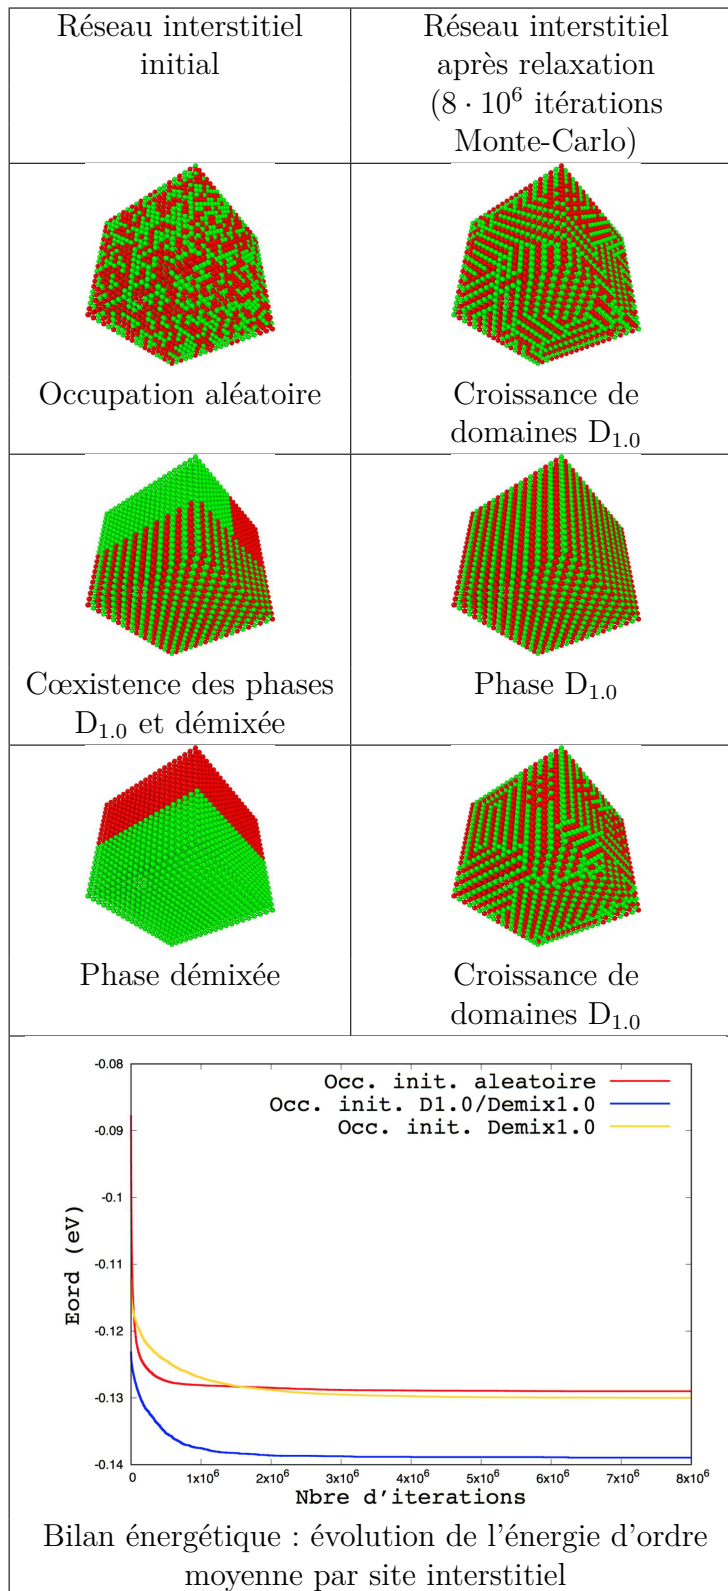 Réseau interstitiel
initial
Réseau interstitiel
après relaxation
(8 · 10⁶ itérations
Monte-Carlo)
Occupation aléatoire
Croissance de
domaines D₁.₀
Cœxistence des phases
D₁.₀ et démixée
Phase D₁.₀
Phase démixée
Croissance de
domaines D₁.₀
Occ. init. aleatoire
Occ. init. D1.0/Demix1.0
Occ. init. Demix1.0
Eord (eV)
-0.08
-0.09
-0.1
-0.11
-0.12
-0.13
-0.14
0 1x10⁶ 2x10⁶ 3x10⁶ 4x10⁶ 5x10⁶ 6x10⁶ 7x10⁶ 8x10⁶
Nbre d'iterations
Bilan énergétique : évolution de l'énergie d'ordre
moyenne par site interstitiel